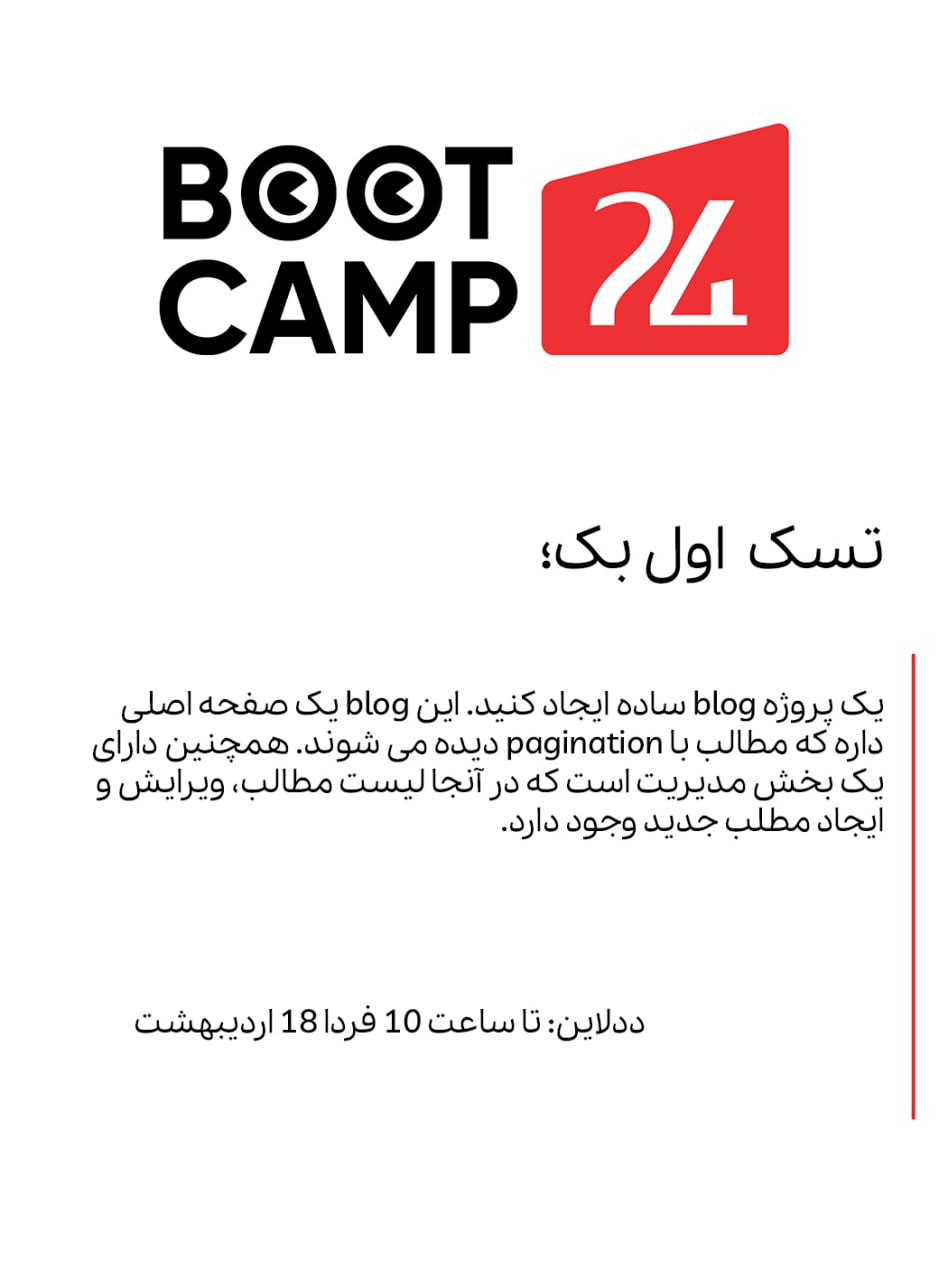 BOOT
CAMP
24
تسک اول بک؛
یک پروژه blog ساده ایجاد کنید. این blog یک صفحه اصلی
داره که مطالب با pagination دیده می شوند. همچنین دارای
یک بخش مدیریت است که در آنجا لیست مطالب، ویرایش و
ایجاد مطلب جدید وجود دارد.
ددلاین: تا ساعت 10 فردا 18 اردیبهشت